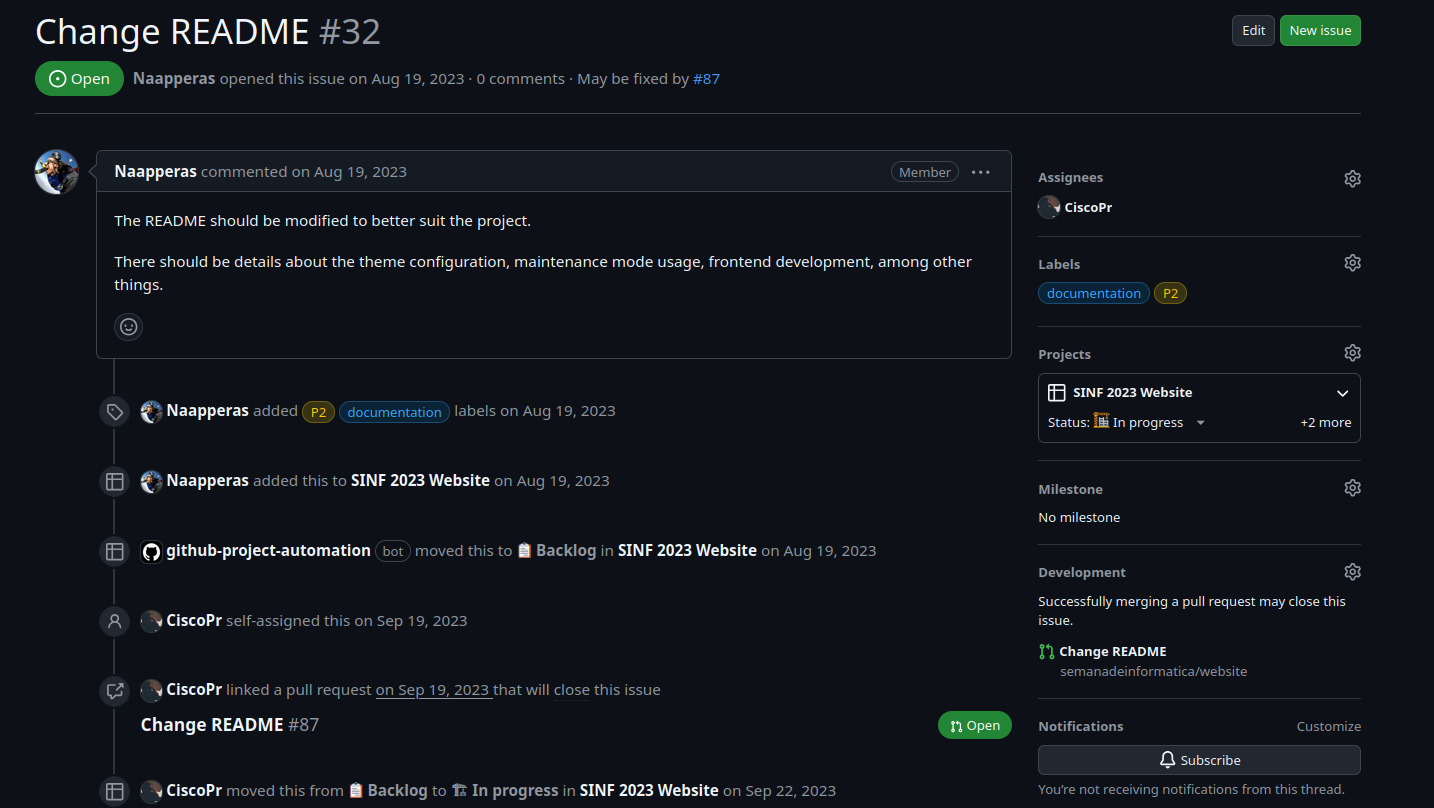 Change README #32
Edit
New issue
Open
Naapperas opened this issue on Aug 19, 2023 · 0 comments · May be fixed by #87
Naapperas commented on Aug 19, 2023
Member
The README should be modified to better suit the project.
There should be details about the theme configuration, maintenance mode usage, frontend development, among other
things.
Naapperas added P2 documentation labels on Aug 19, 2023
Naapperas added this to SINF 2023 Website on Aug 19, 2023
github-project-automation bot moved this to 📋 Backlog in SINF 2023 Website on Aug 19, 2023
CiscoPr self-assigned this on Sep 19, 2023
CiscoPr linked a pull request on Sep 19, 2023 that will close this issue
Change README #87
Open
CiscoPr moved this from 📋 Backlog to 🏗 In progress in SINF 2023 Website on Sep 22, 2023
Assignees
CiscoPr
Labels
documentation P2
Projects
SINF 2023 Website
Status: 🏗 In progress
+2 more
Milestone
No milestone
Development
Successfully merging a pull request may close this
issue.
Change README
semanadeinformatica/website
Notifications
Customize
Subscribe
You're not receiving notifications from this thread.